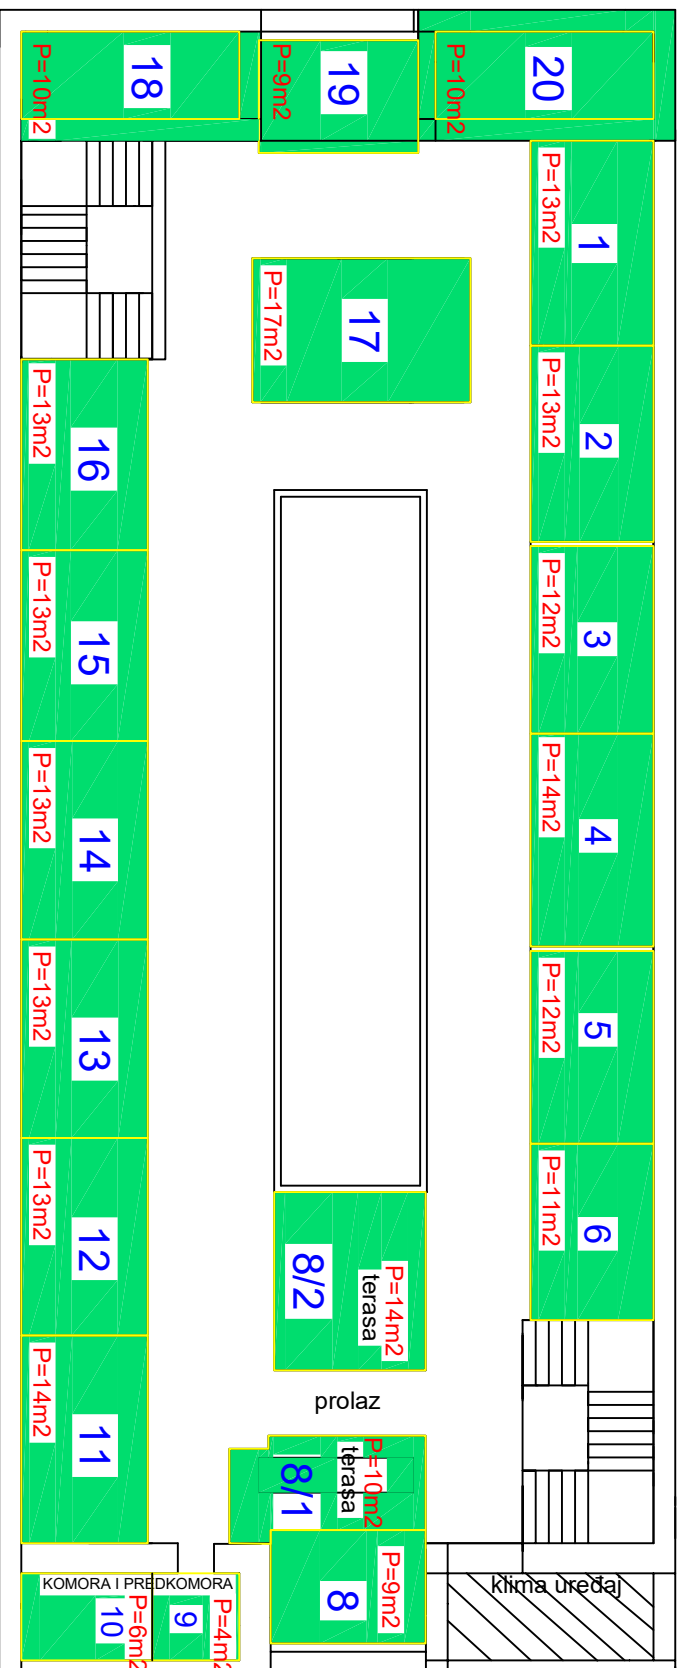 18
P=10m2
19
P=9m2
20
P=10m2
1
P=13m2
17
P=17m2
2
P=13m2
16
P=13m2
3
P=12m2
15
P=13m2
4
P=14m2
14
P=13m2
5
P=12m2
13
P=13m2
6
P=11m2
12
P=13m2
8/2
P=14m2
terasa
11
P=14m2
prolaz
8/1
P=10m2
terasa
8
P=9m2
klima uređaj
KOMORA I PREDKOMORA
10
P=6m2
9
P=4m2